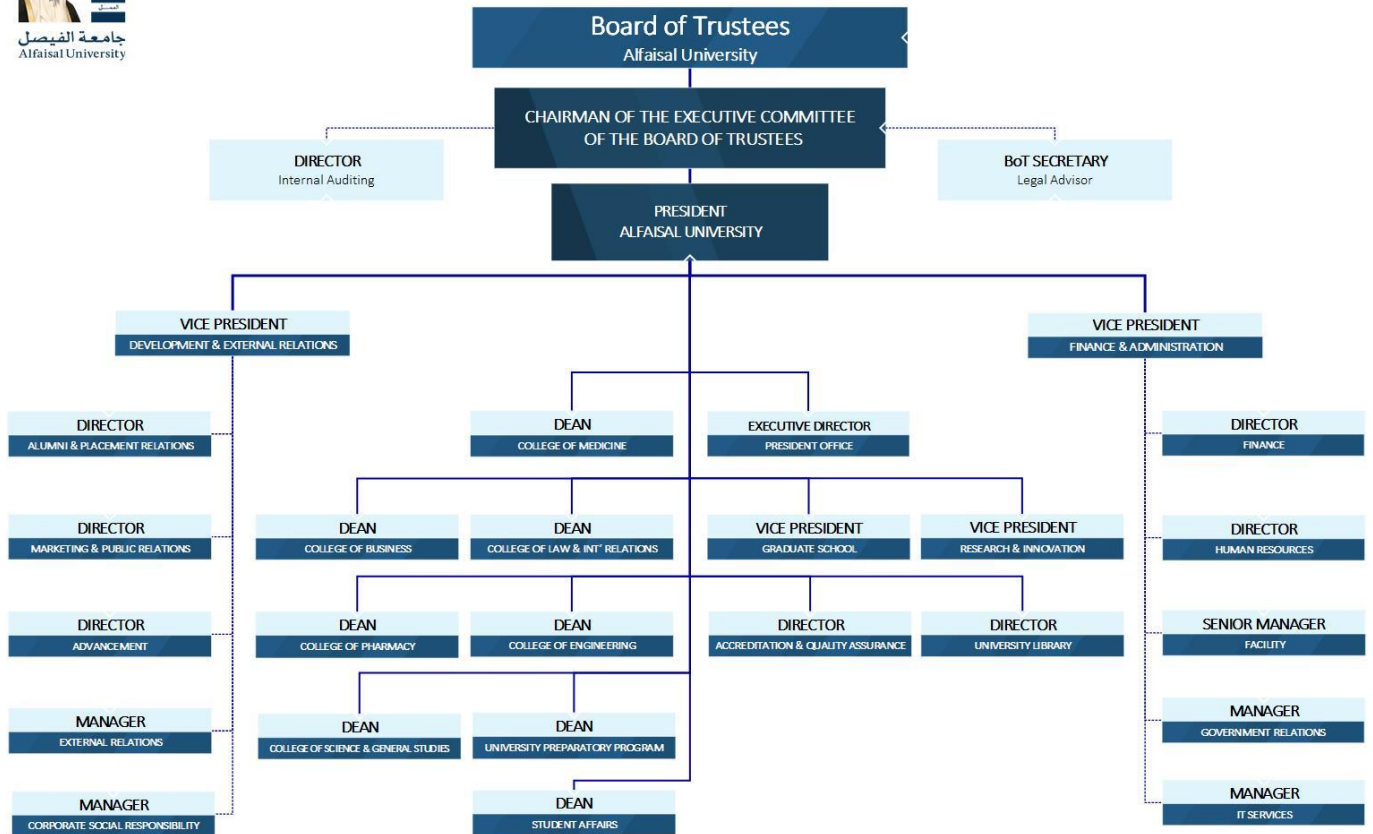 الفيصل
جامعة الفيصل
Alfaisal University
Board of Trustees
Alfaisal University
CHAIRMAN OF THE EXECUTIVE COMMITTEE
OF THE BOARD OF TRUSTEES
DIRECTOR
Internal Auditing
BoT SECRETARY
Legal Advisor
PRESIDENT
ALFAISAL UNIVERSITY
VICE PRESIDENT
DEVELOPMENT & EXTERNAL RELATIONS
VICE PRESIDENT
FINANCE & ADMINISTRATION
DIRECTOR
ALUMNI & PLACEMENT RELATIONS
DEAN
COLLEGE OF MEDICINE
EXECUTIVE DIRECTOR
PRESIDENT OFFICE
DIRECTOR
FINANCE
DIRECTOR
MARKETING & PUBLIC RELATIONS
DEAN
COLLEGE OF BUSINESS
DEAN
COLLEGE OF LAW & INT' RELATIONS
VICE PRESIDENT
GRADUATE SCHOOL
VICE PRESIDENT
RESEARCH & INNOVATION
DIRECTOR
HUMAN RESOURCES
DIRECTOR
ADVANCEMENT
DEAN
COLLEGE OF PHARMACY
DEAN
COLLEGE OF ENGINEERING
DIRECTOR
ACCREDITATION & QUALITY ASSURANCE
DIRECTOR
UNIVERSITY LIBRARY
SENIOR MANAGER
FACILITY
MANAGER
EXTERNAL RELATIONS
DEAN
COLLEGE OF SCIENCE & GENERAL STUDIES
DEAN
UNIVERSITY PREPARATORY PROGRAM
MANAGER
GOVERNMENT RELATIONS
MANAGER
CORPORATE SOCIAL RESPONSIBILITY
DEAN
STUDENT AFFAIRS
MANAGER
IT SERVICES